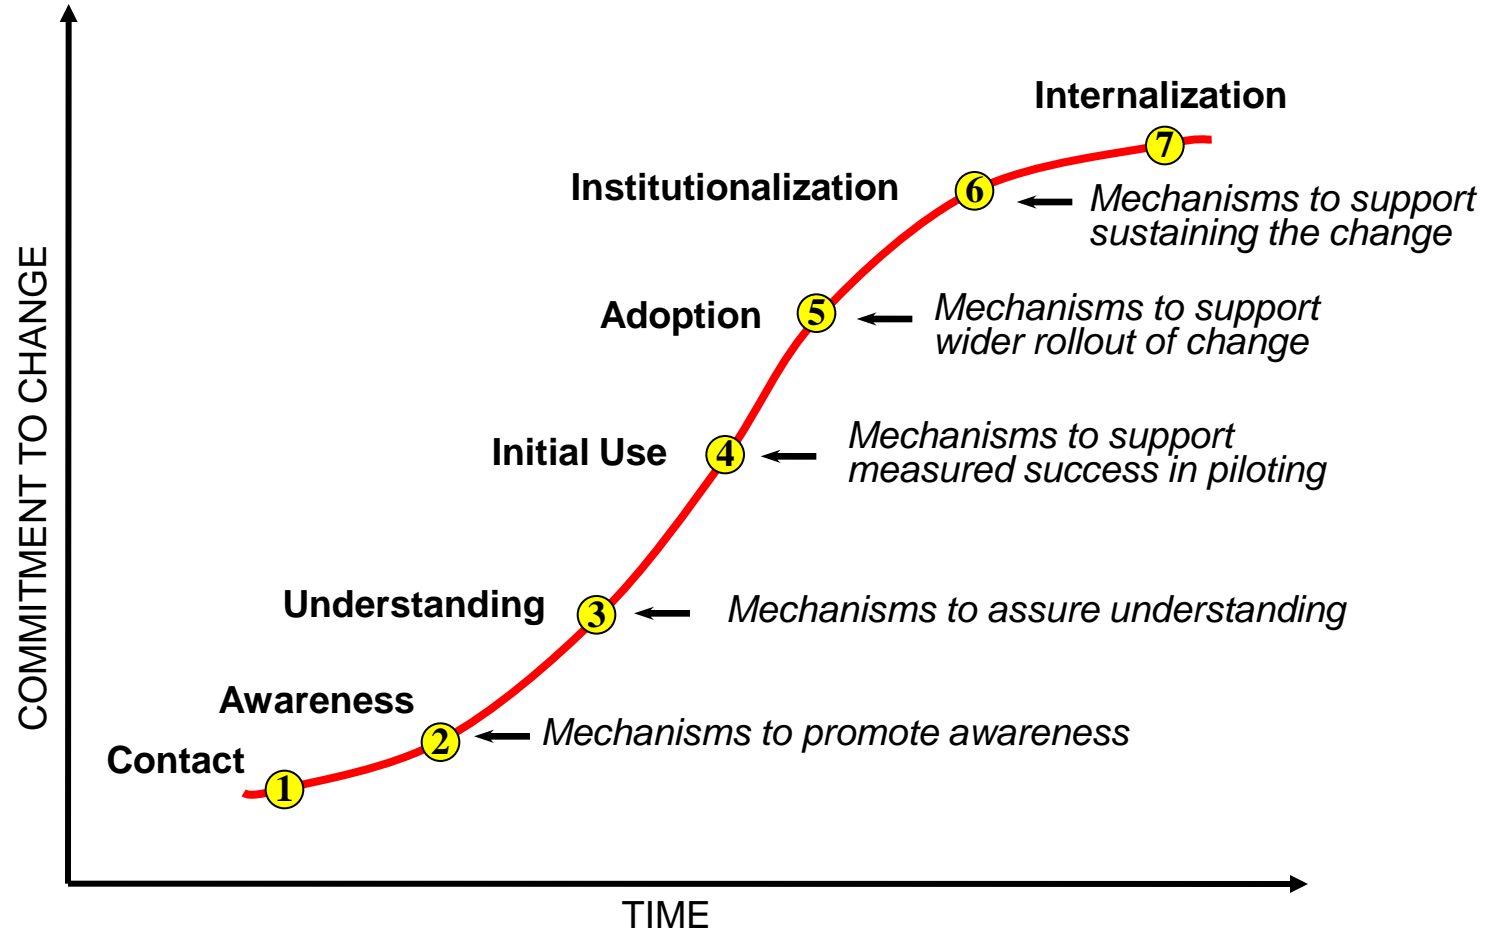 Internalization
7
Institutionalization
6
Mechanisms to support
sustaining the change
Adoption
5
Mechanisms to support
wider rollout of change
Initial Use
4
Mechanisms to support
measured success in piloting
Understanding
3
Mechanisms to assure understanding
Awareness
2
Mechanisms to promote awareness
Contact
1
COMMITMENT TO CHANGE
TIME